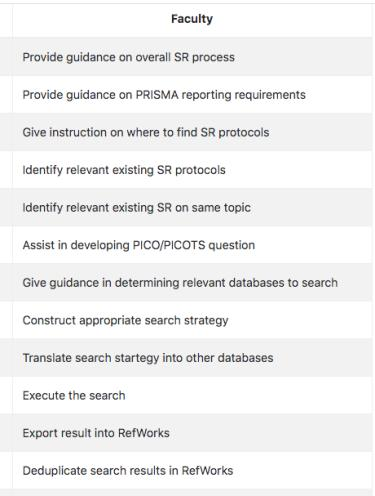 Faculty
Provide guidance on overall SR process
Provide guidance on PRISMA reporting requirements
Give instruction on where to find SR protocols
Identify relevant existing SR protocols
Identify relevant existing SR on same topic
Assist in developing PICO/PICOTS question
Give guidance in determining relevant databases to search
Construct appropriate search strategy
Translate search startegy into other databases
Execute the search
Export result into RefWorks
Deduplicate search results in RefWorks